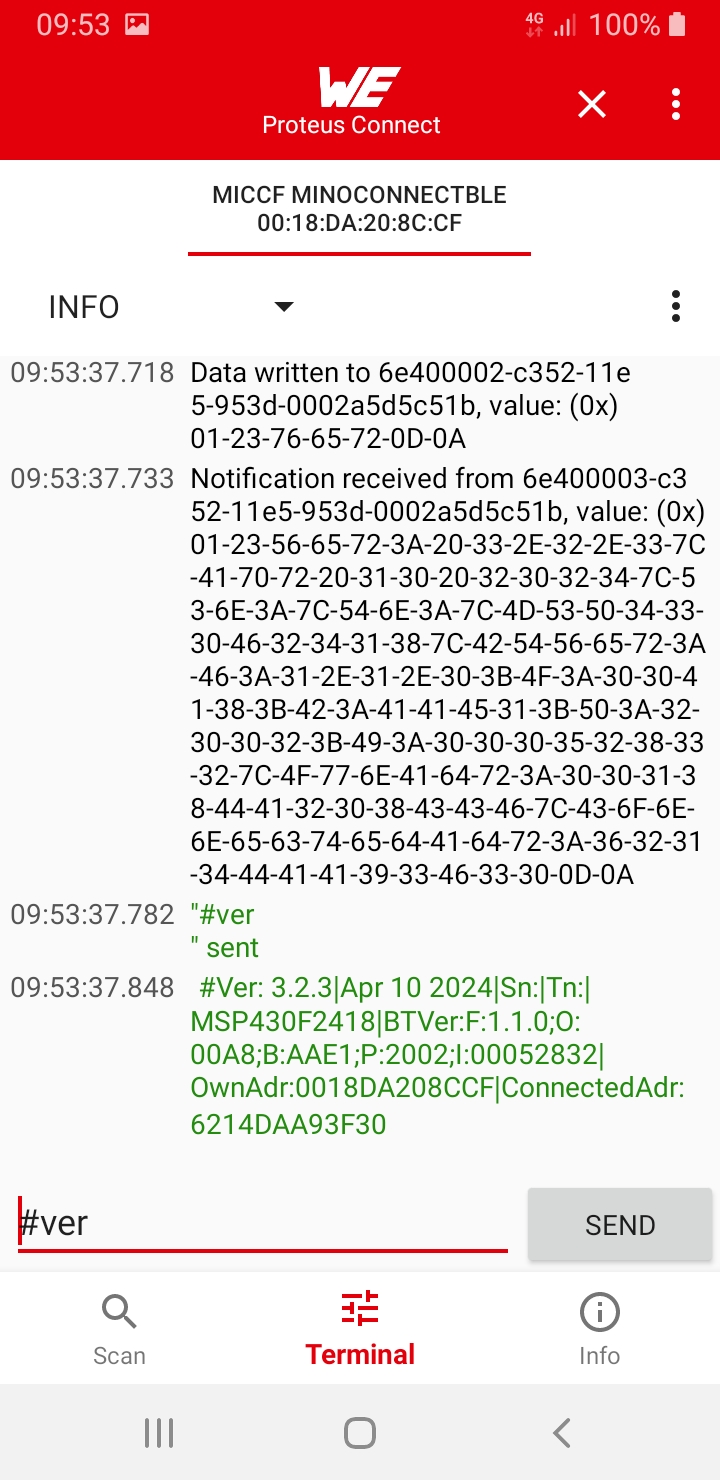 09:53
4G
100%
WE
Proteus Connect
MICCF MINOCONNECTBLE
00:18:DA:20:8C:CF
INFO
09:53:37.718 Data written to 6e400002-c352-11e
5-953d-0002a5d5c51b, value: (0x)
01-23-76-65-72-0D-0A
09:53:37.733 Notification received from 6e400003-c3
52-11e5-953d-0002a5d5c51b, value: (0x)
01-23-56-65-72-3A-20-33-2E-32-2E-33-7C
-41-70-72-20-31-30-20-32-30-32-34-7C-5
3-6E-3A-7C-54-6E-3A-7C-4D-53-50-34-33-
30-46-32-34-31-38-7C-42-54-56-65-72-3A
-46-3A-31-2E-31-2E-30-3B-4F-3A-30-30-4
1-38-3B-42-3A-41-41-45-31-3B-50-3A-32-
30-30-32-3B-49-3A-30-30-30-35-32-38-33
-32-7C-4F-77-6E-41-64-72-3A-30-30-31-3
8-44-41-32-30-38-43-43-46-7C-43-6F-6E-
6E-65-63-74-65-64-41-64-72-3A-36-32-31
-34-44-41-41-39-33-46-33-30-0D-0A
09:53:37.782 "#ver
" sent
09:53:37.848 #Ver: 3.2.3|Apr 10 2024|Sn:|Tn:|
MSP430F2418|BTVer:F:1.1.0;O:
00A8;B:AAE1;P:2002;I:00052832|
OwnAdr:0018DA208CCF|ConnectedAdr:
6214DAA93F30
#ver
SEND
Scan
Terminal
Info